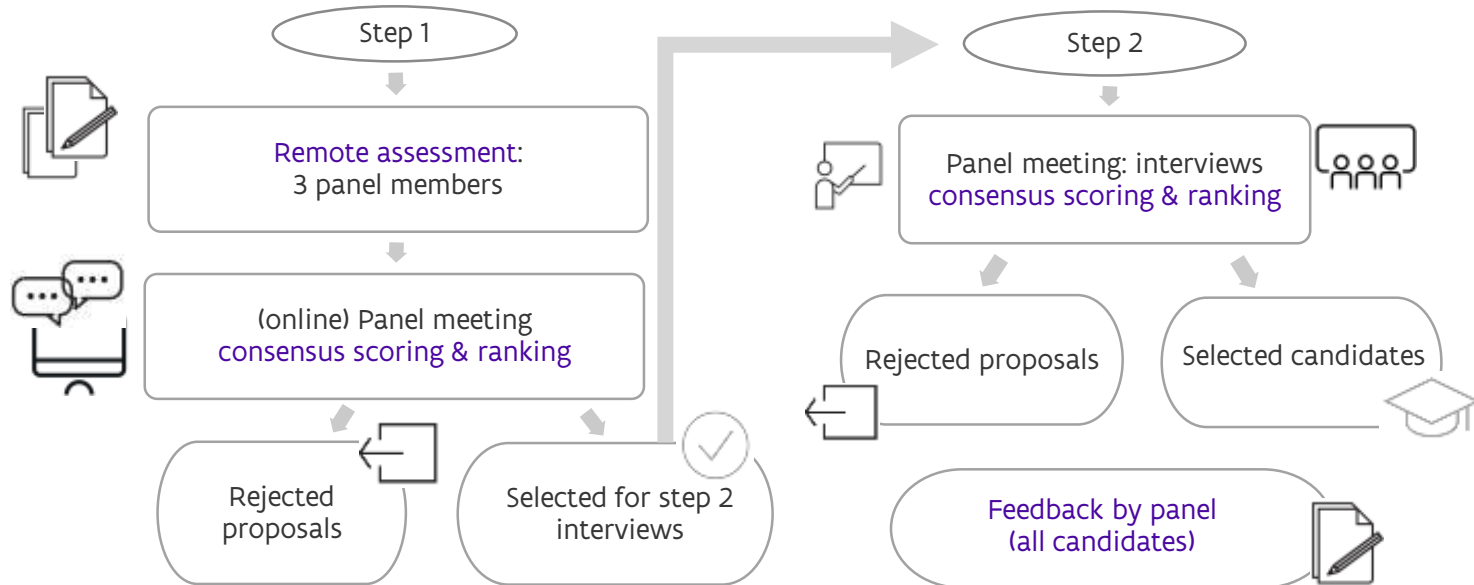 Step 1
Remote assessment:
3 panel members
(online) Panel meeting
consensus scoring & ranking
Rejected
proposals
Selected for step 2
interviews
Step 2
Panel meeting: interviews
consensus scoring & ranking
Rejected proposals
Selected candidates
Feedback by panel
(all candidates)